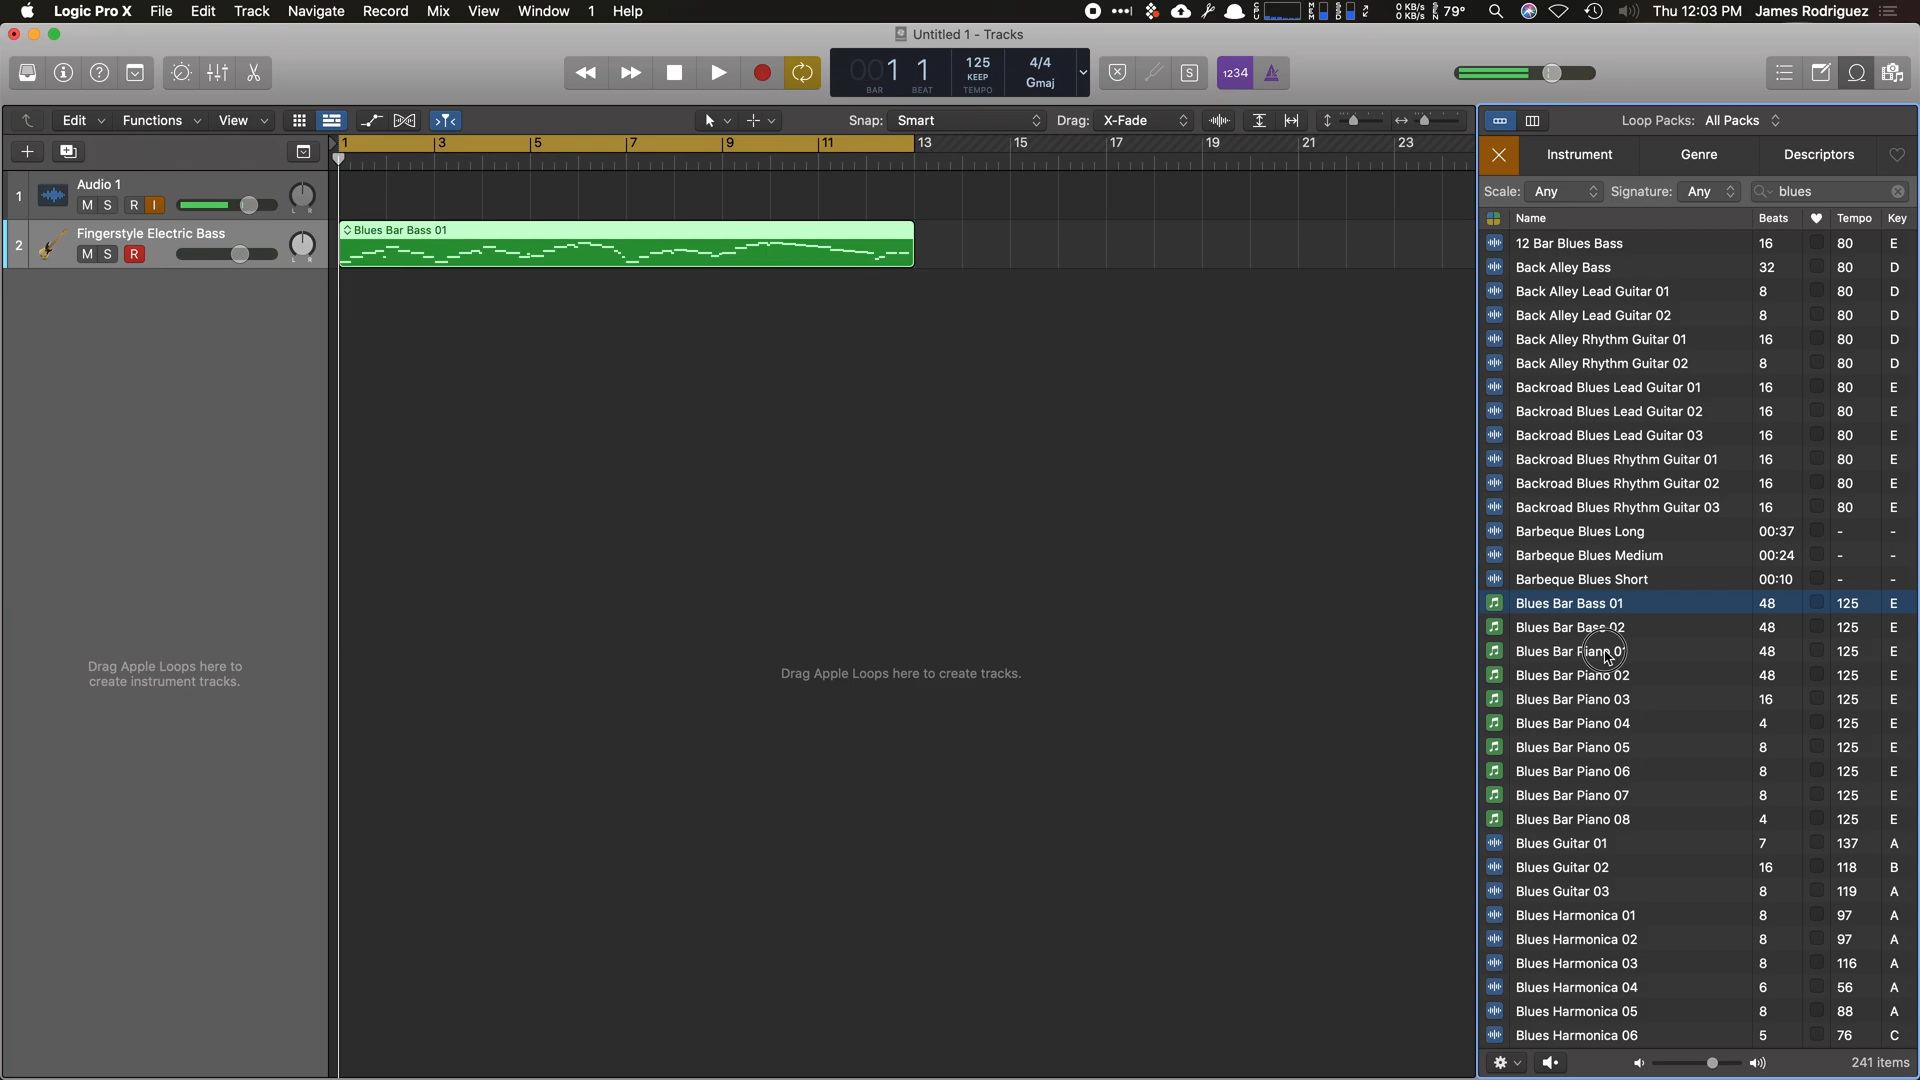 Logic Pro X File Edit Track Navigate Record Mix View Window 1 Help
0 KB/s
0 KB/s
79° Thu 12:03 PM James Rodriguez
Untitled 1 - Tracks
001 1 125 4/4
KEEP Gmaj
BAR BEAT TEMPO
S 1234
Edit Functions View Snap: Smart Drag: X-Fade
Loop Packs: All Packs
1 3 5 7 9 11 13 15 17 19 21 23
Instrument Genre Descriptors
1 Audio 1
M S R I
L R
2 Fingerstyle Electric Bass
M S R
L R
Blues Bar Bass 01
Drag Apple Loops here to
create instrument tracks.
Drag Apple Loops here to create tracks.
Scale: Any Signature: Any blues
Name Beats Tempo Key
12 Bar Blues Bass 16 80 E
Back Alley Bass 32 80 D
Back Alley Lead Guitar 01 8 80 D
Back Alley Lead Guitar 02 8 80 D
Back Alley Rhythm Guitar 01 16 80 D
Back Alley Rhythm Guitar 02 8 80 D
Backroad Blues Lead Guitar 01 16 80 E
Backroad Blues Lead Guitar 02 16 80 E
Backroad Blues Lead Guitar 03 16 80 E
Backroad Blues Rhythm Guitar 01 16 80 E
Backroad Blues Rhythm Guitar 02 16 80 E
Backroad Blues Rhythm Guitar 03 16 80 E
Barbeque Blues Long 00:37 - -
Barbeque Blues Medium 00:24 - -
Barbeque Blues Short 00:10 - -
Blues Bar Bass 01 48 125 E
Blues Bar Bass 02 48 125 E
Blues Bar Piano 01 48 125 E
Blues Bar Piano 02 48 125 E
Blues Bar Piano 03 16 125 E
Blues Bar Piano 04 4 125 E
Blues Bar Piano 05 8 125 E
Blues Bar Piano 06 8 125 E
Blues Bar Piano 07 8 125 E
Blues Bar Piano 08 4 125 E
Blues Guitar 01 7 137 A
Blues Guitar 02 16 118 B
Blues Guitar 03 8 119 A
Blues Harmonica 01 8 97 A
Blues Harmonica 02 8 97 A
Blues Harmonica 03 8 116 A
Blues Harmonica 04 6 56 A
Blues Harmonica 05 8 88 A
Blues Harmonica 06 5 76 C
241 items